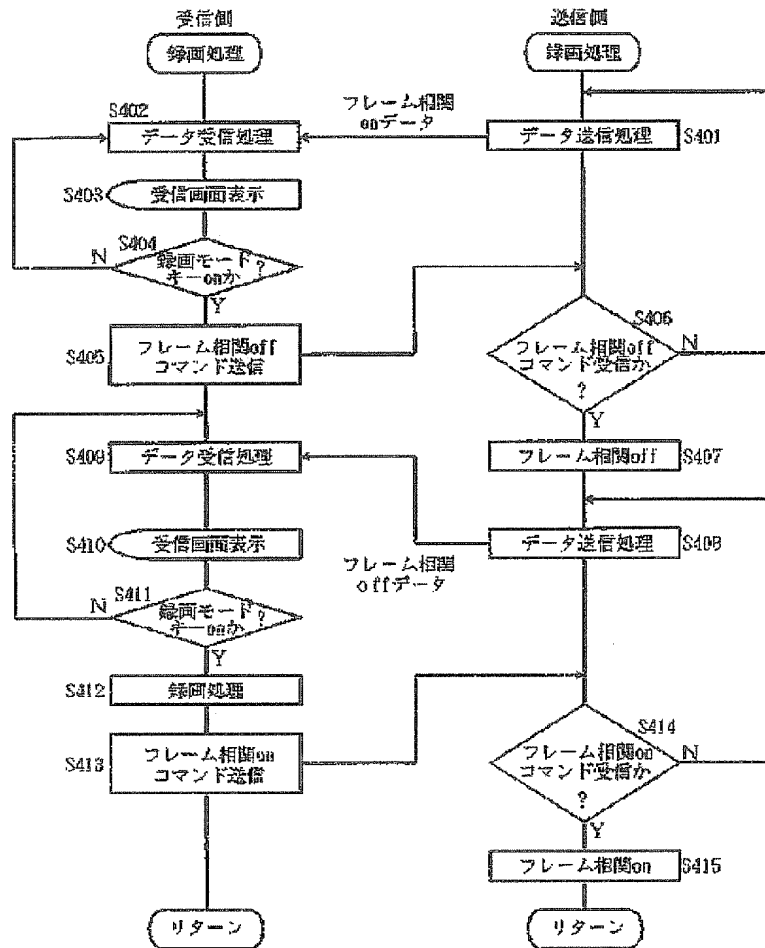 受信側
送信側
録画処理
録画処理
S402
フレーム相関
onデータ
データ受信処理
データ送信処理
S401
S403
受信画面表示
S404
N
録画モード
キーonか
?
Y
S406
S405
フレーム相関off
コマンド送信
フレーム相関off
コマンド受信か
?
N
Y
S409
データ受信処理
フレーム相関off
S407
S410
受信画面表示
データ送信処理
S408
フレーム相関
offデータ
S411
N
録画モード
キーonか
?
Y
S412
録画処理
S414
S413
フレーム相関on
コマンド送信
フレーム相関on
コマンド受信か
?
N
Y
フレーム相関on
S415
リターン
リターン